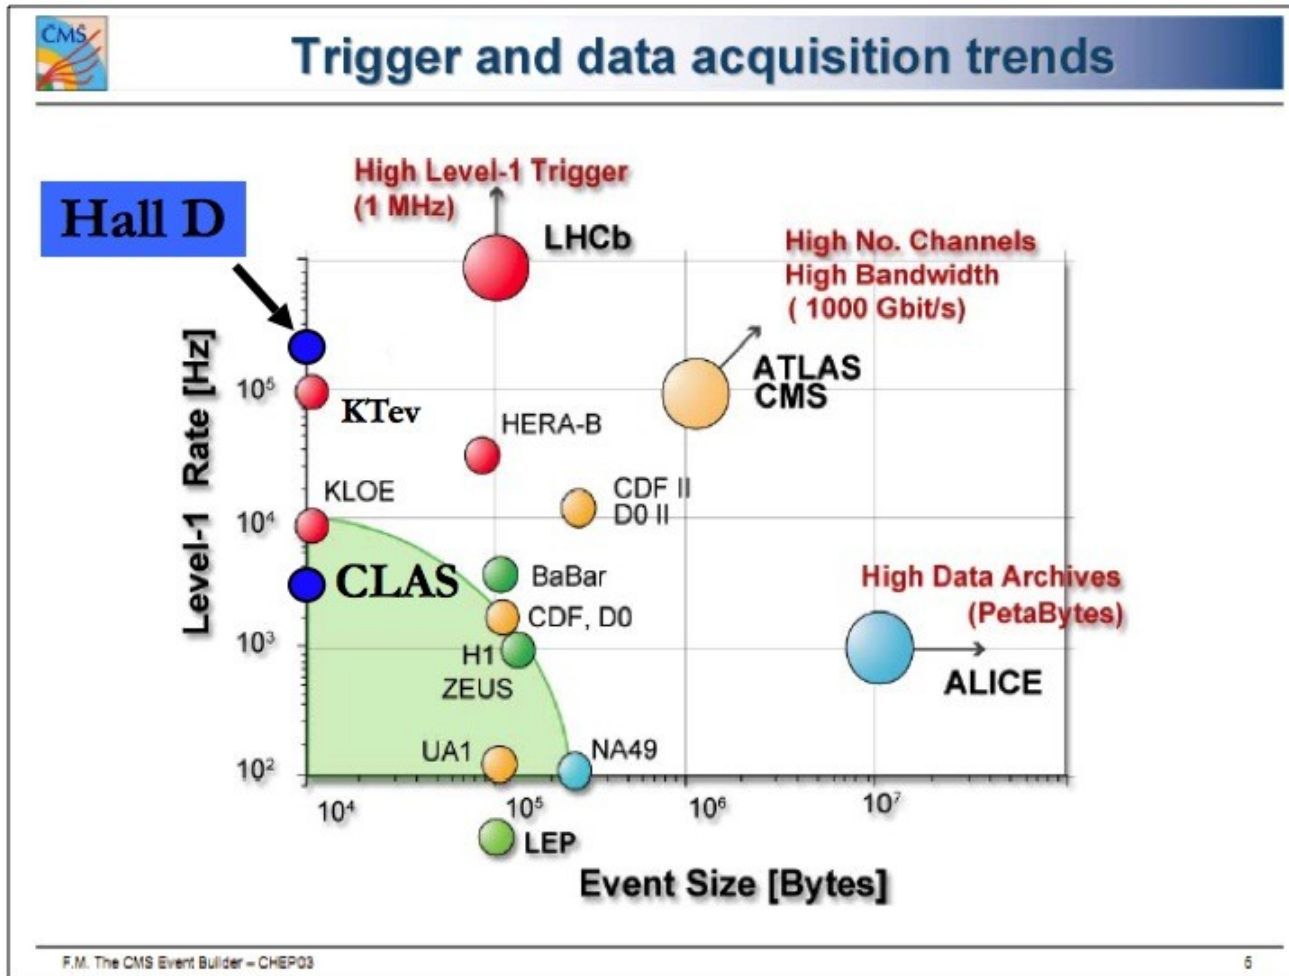 CMS
Trigger and data acquisition trends
Hall D
High Level-1 Trigger
(1 MHz)
LHCb
High No. Channels
High Bandwidth
( 1000 Gbit/s)
ATLAS
CMS
Level-1 Rate [Hz]
10⁵
KTev
HERA-B
KLOE
CDF II
D0 II
10⁴
CLAS
BaBar
High Data Archives
(PetaBytes)
CDF, D0
10³
H1
ZEUS
ALICE
UA1
NA49
10²
10⁴
10⁵
10⁶
10⁷
LEP
Event Size [Bytes]
F.M. The CMS Event Builder – CHEP03
5